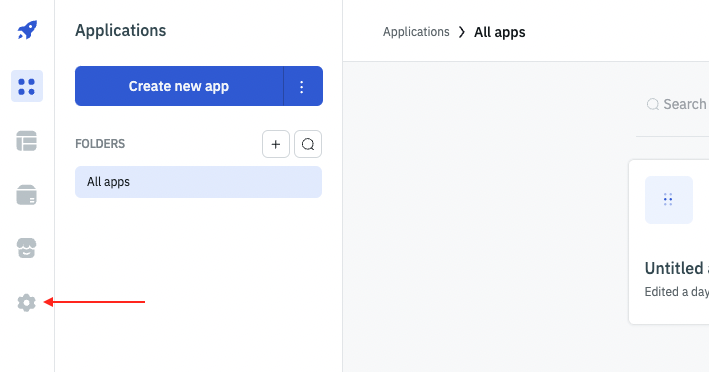 Applications
Create new app
FOLDERS
All apps
Applications
All apps
Search
Untitled
Edited a day